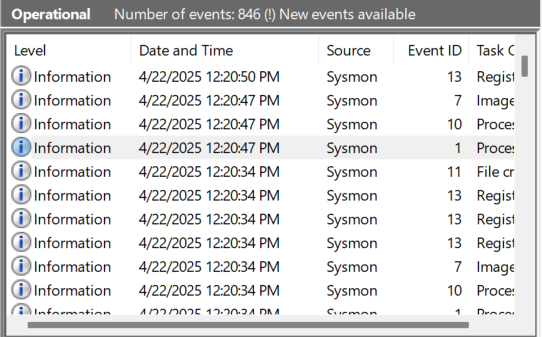 Operational Number of events: 846 (!) New events available
Level Date and Time Source Event ID Task C
Information 4/22/2025 12:20:50 PM Sysmon 13 Regist
Information 4/22/2025 12:20:47 PM Sysmon 7 Image
Information 4/22/2025 12:20:47 PM Sysmon 10 Proces
Information 4/22/2025 12:20:47 PM Sysmon 1 Proces
Information 4/22/2025 12:20:34 PM Sysmon 11 File cr
Information 4/22/2025 12:20:34 PM Sysmon 13 Regist
Information 4/22/2025 12:20:34 PM Sysmon 13 Regist
Information 4/22/2025 12:20:34 PM Sysmon 13 Regist
Information 4/22/2025 12:20:34 PM Sysmon 7 Image
Information 4/22/2025 12:20:34 PM Sysmon 10 Proces
Information 4/22/2025 12:20:34 PM Sysmon 1 Proces